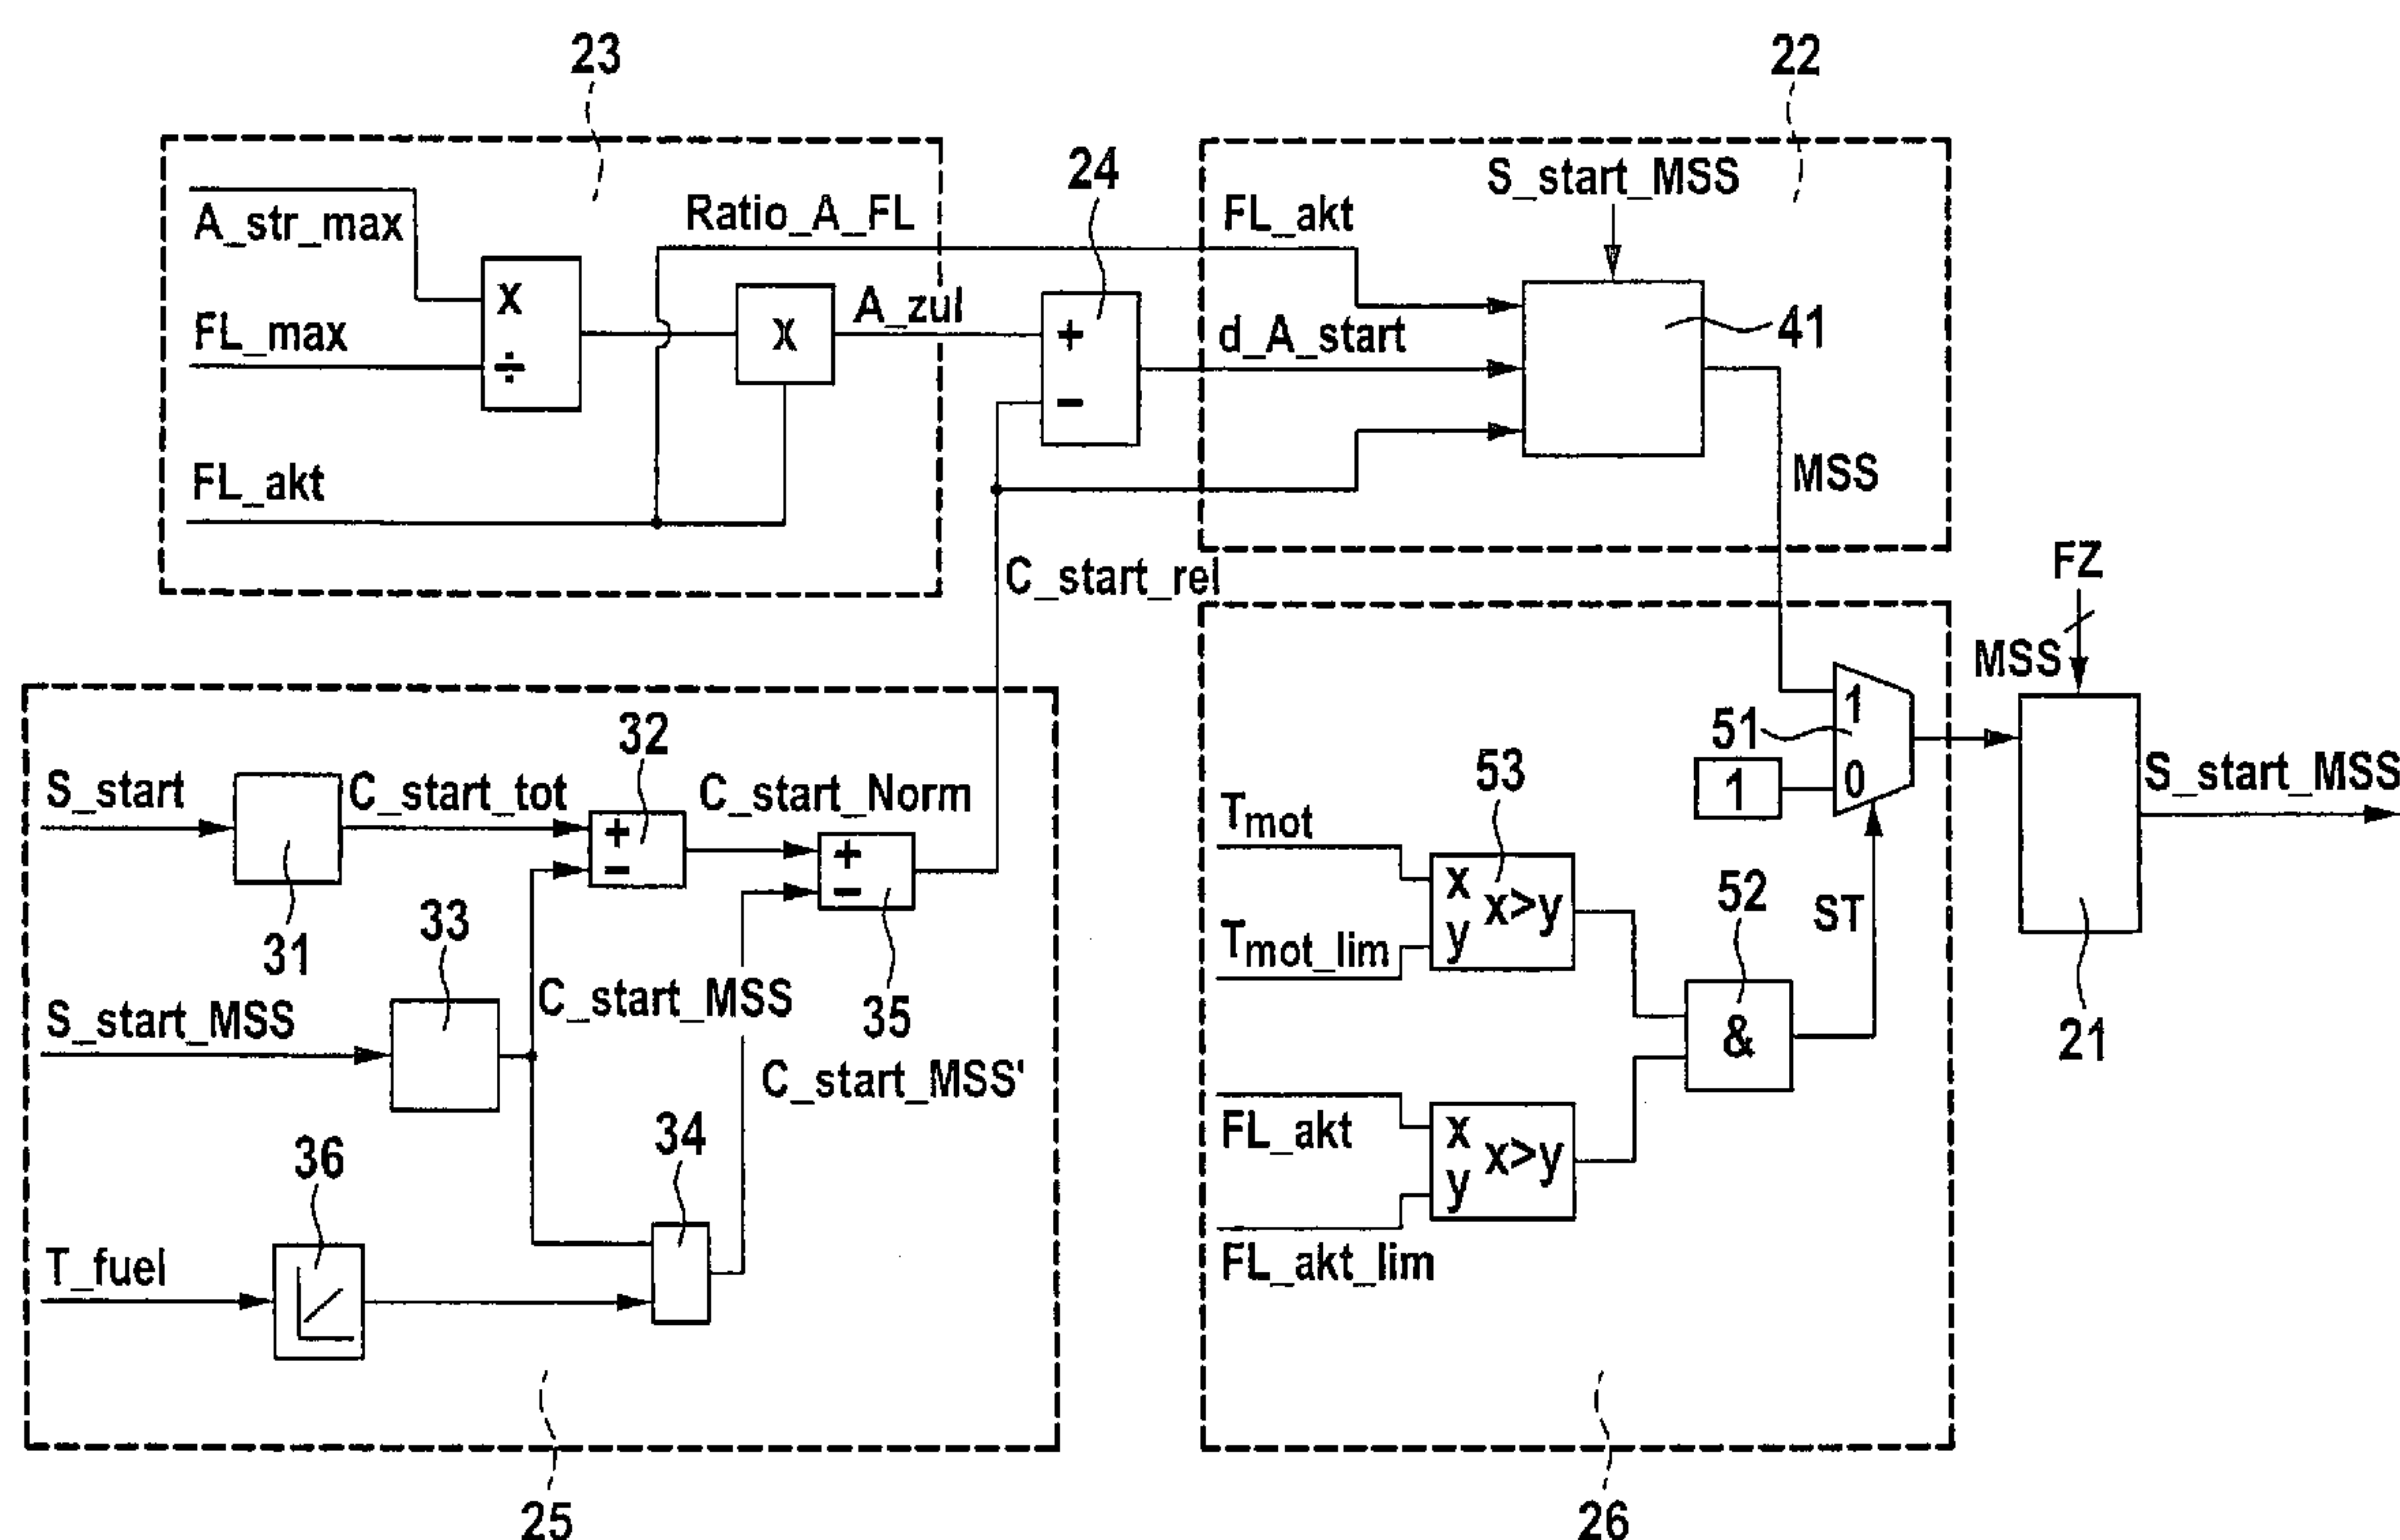 23
22
24
A_str_max
Ratio_A_FL
FL_akt
S_start_MSS
FL_max
x
÷
x
A_zul
+
-
d_A_start
41
FL_akt
MSS
C_start_rel
FZ
MSS
32
S_start
C_start_tot
+
-
C_start_Norm
+
-
31
33
S_start_MSS
C_start_MSS
35
C_start_MSS'
34
36
T_fuel
25
51
1
0
1
S_start_MSS
53
Tmot
x
y
x>y
Tmot_lim
52
ST
&
21
FL_akt
x
y
x>y
FL_akt_lim
26